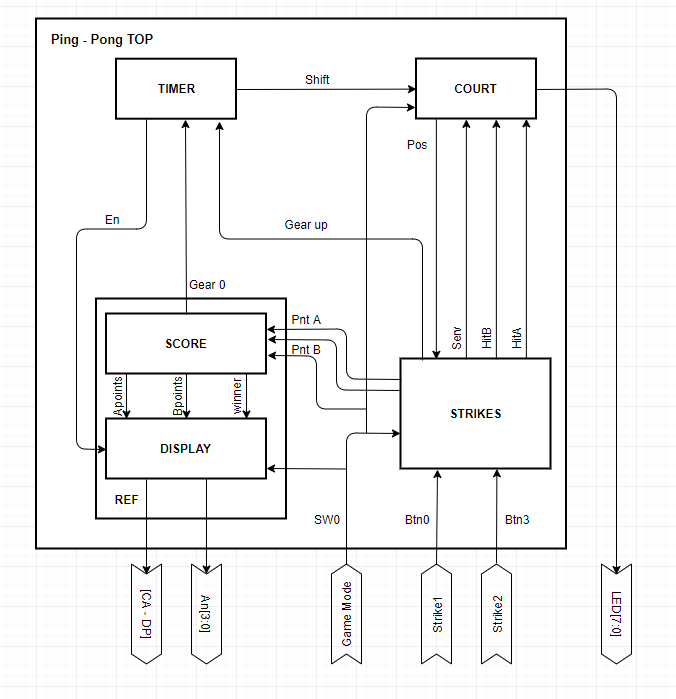 Ping - Pong TOP
TIMER
Shift
COURT
Pos
En
Gear up
Gear 0
Serv
HitB
HitA
Pnt A
SCORE
Pnt B
Apoints
Bpoints
winner
STRIKES
DISPLAY
REF
SW0
Btn0
Btn3
[CA - DP]
An[3:0]
Game Mode
Strike1
Strike2
LED[7:0]